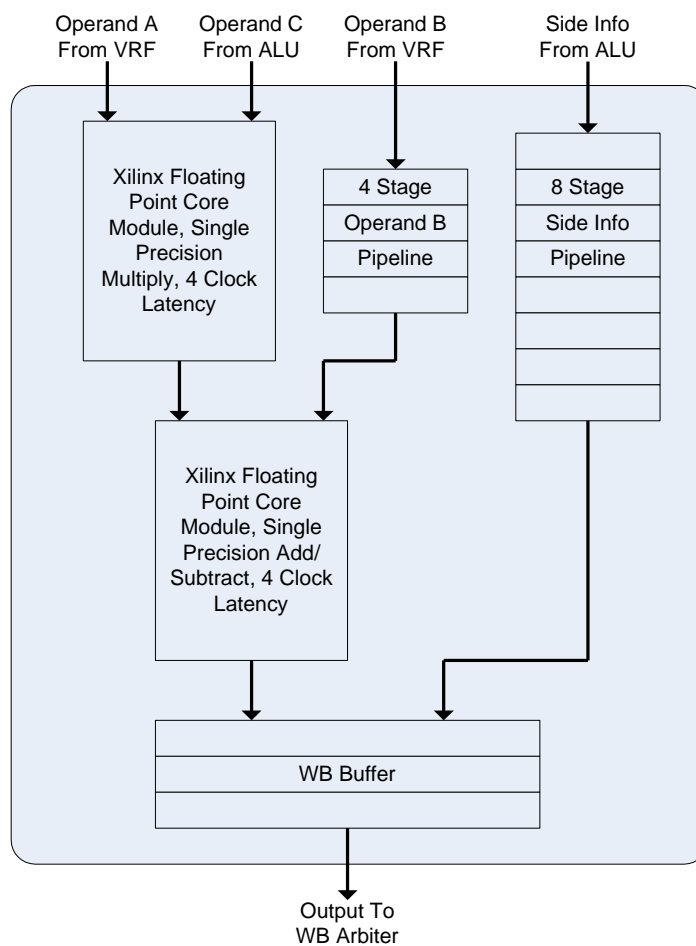 Operand A
From VRF
Operand C
From ALU
Operand B
From VRF
Side Info
From ALU
Xilinx Floating
Point Core
Module, Single
Precision
Multiply, 4 Clock
Latency
4 Stage
Operand B
Pipeline
8 Stage
Side Info
Pipeline
Xilinx Floating
Point Core
Module, Single
Precision Add/
Subtract, 4 Clock
Latency
WB Buffer
Output To
WB Arbiter